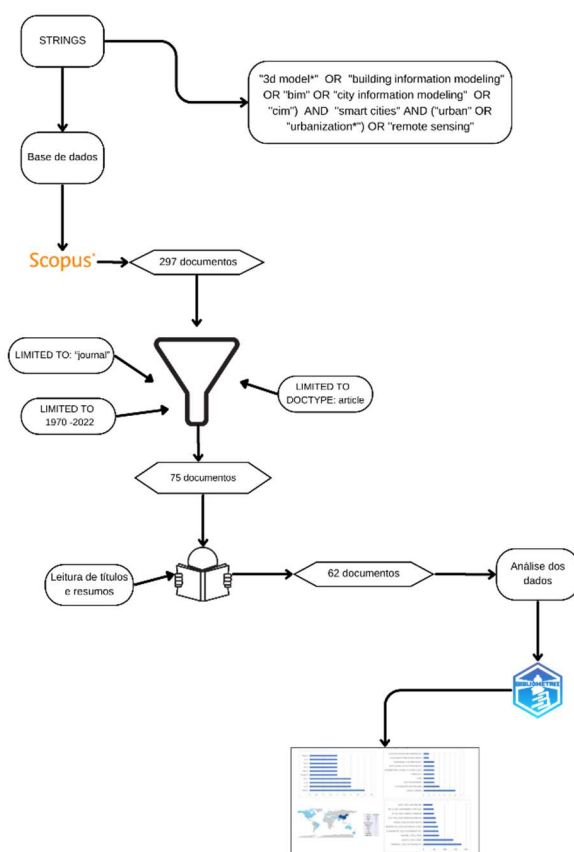 STRINGS
"3d model*" OR "building information modeling"
OR "bim" OR "city information modeling" OR
"cim") AND "smart cities" AND ("urban" OR
"urbanization*") OR "remote sensing"
Base de dados
Scopus
297 documentos
LIMITED TO: “journal”
LIMITED TO
DOCTYPE: article
LIMITED TO
1970 -2022
75 documentos
Leitura de títulos
e resumos
62 documentos
Análise dos
dados
BIBLIOMETRIX